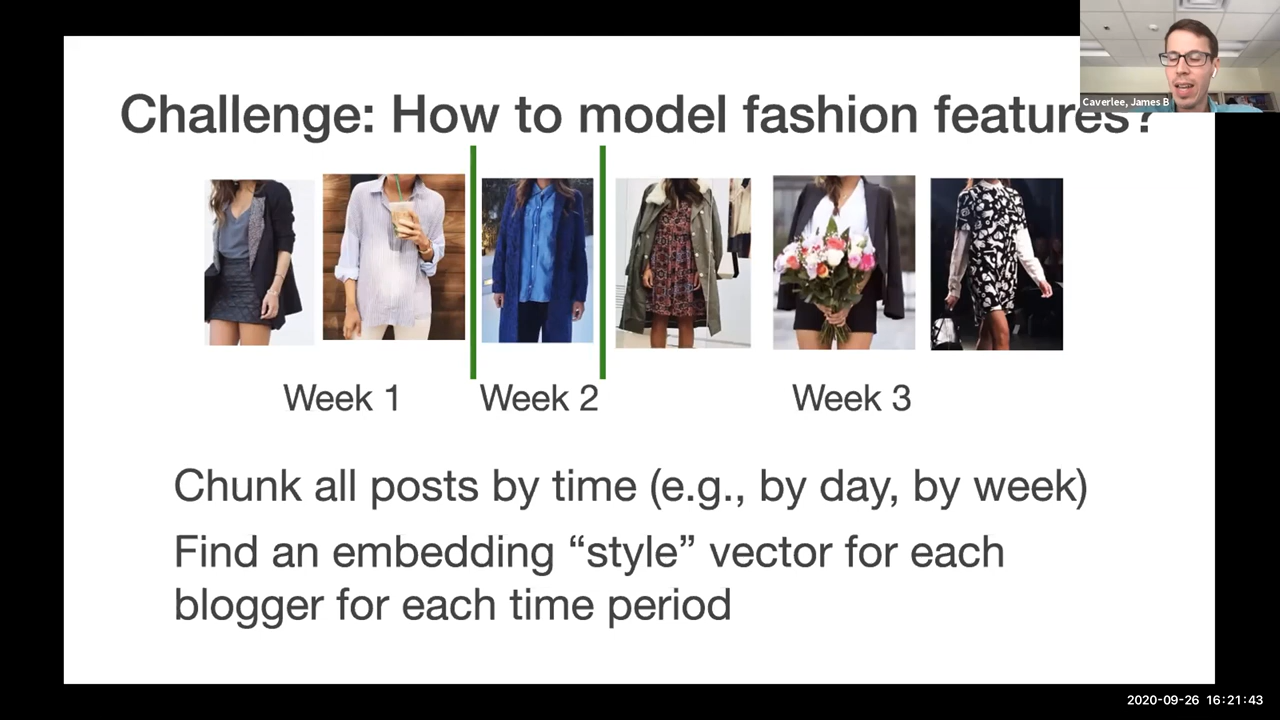 Challenge: How to model fashion features?
Caverlee, James B
Week 1
Week 2
Week 3
Chunk all posts by time (e.g., by day, by week)
Find an embedding “style” vector for each
blogger for each time period
2020-09-26 16:21:43